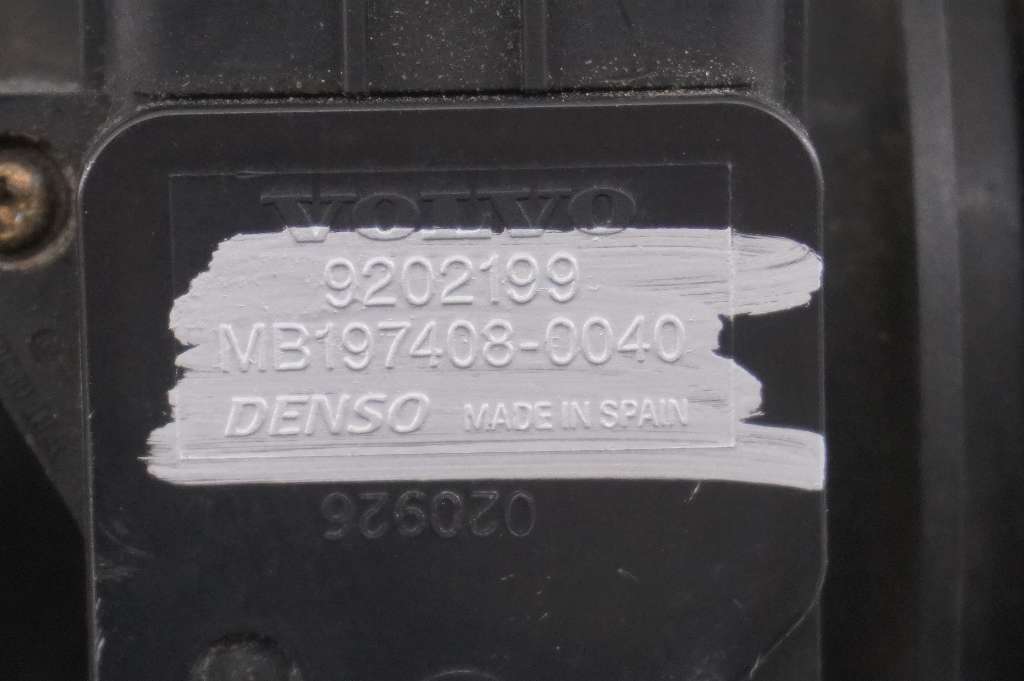 VOLVO
9202199
MB197408-0040
DENSO MADE IN SPAIN
020926